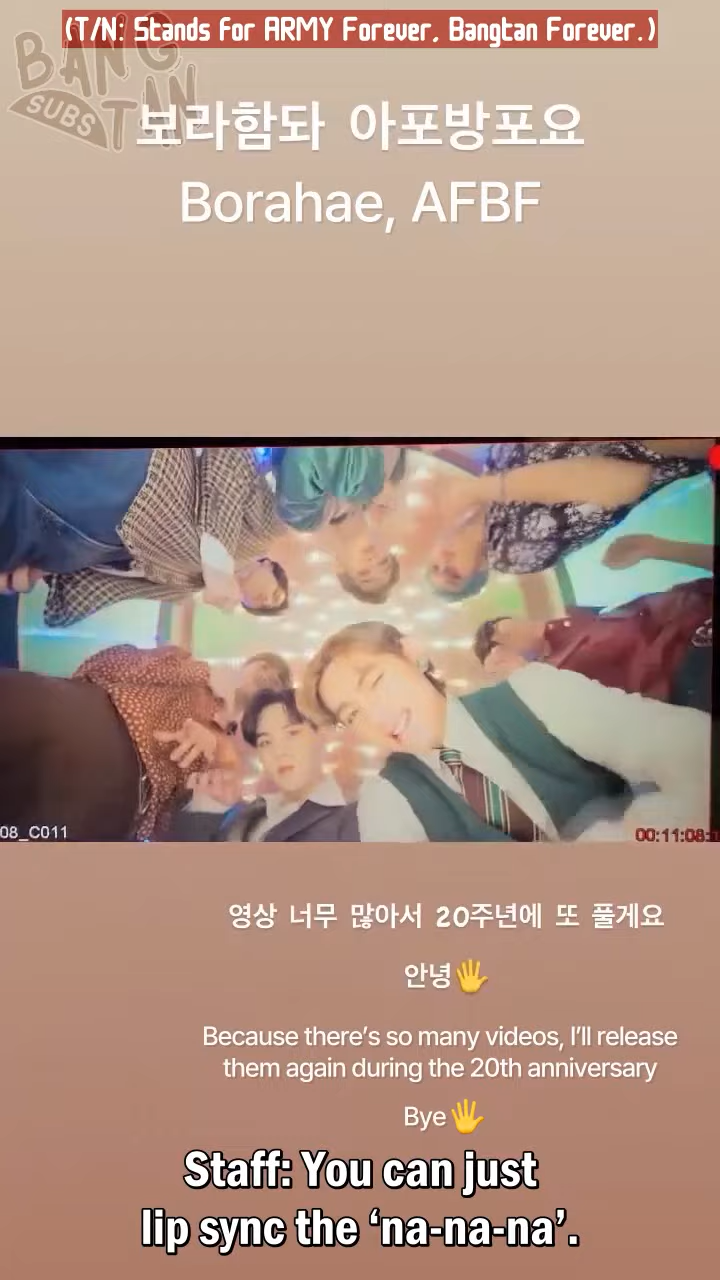 (T/N: Stands for ARMY Forever, Bangtan Forever.)
BANG
TAN
SUBS
보라함돠 아포방포요
Borahae, AFBF
08_C011
00:11:08:1
영상 너무 많아서 20주년에 또 풀게요
안녕🖐
Because there's so many videos, I'll release
them again during the 20th anniversary
Bye🖐
Staff: You can just
lip sync the ‘na-na-na’.